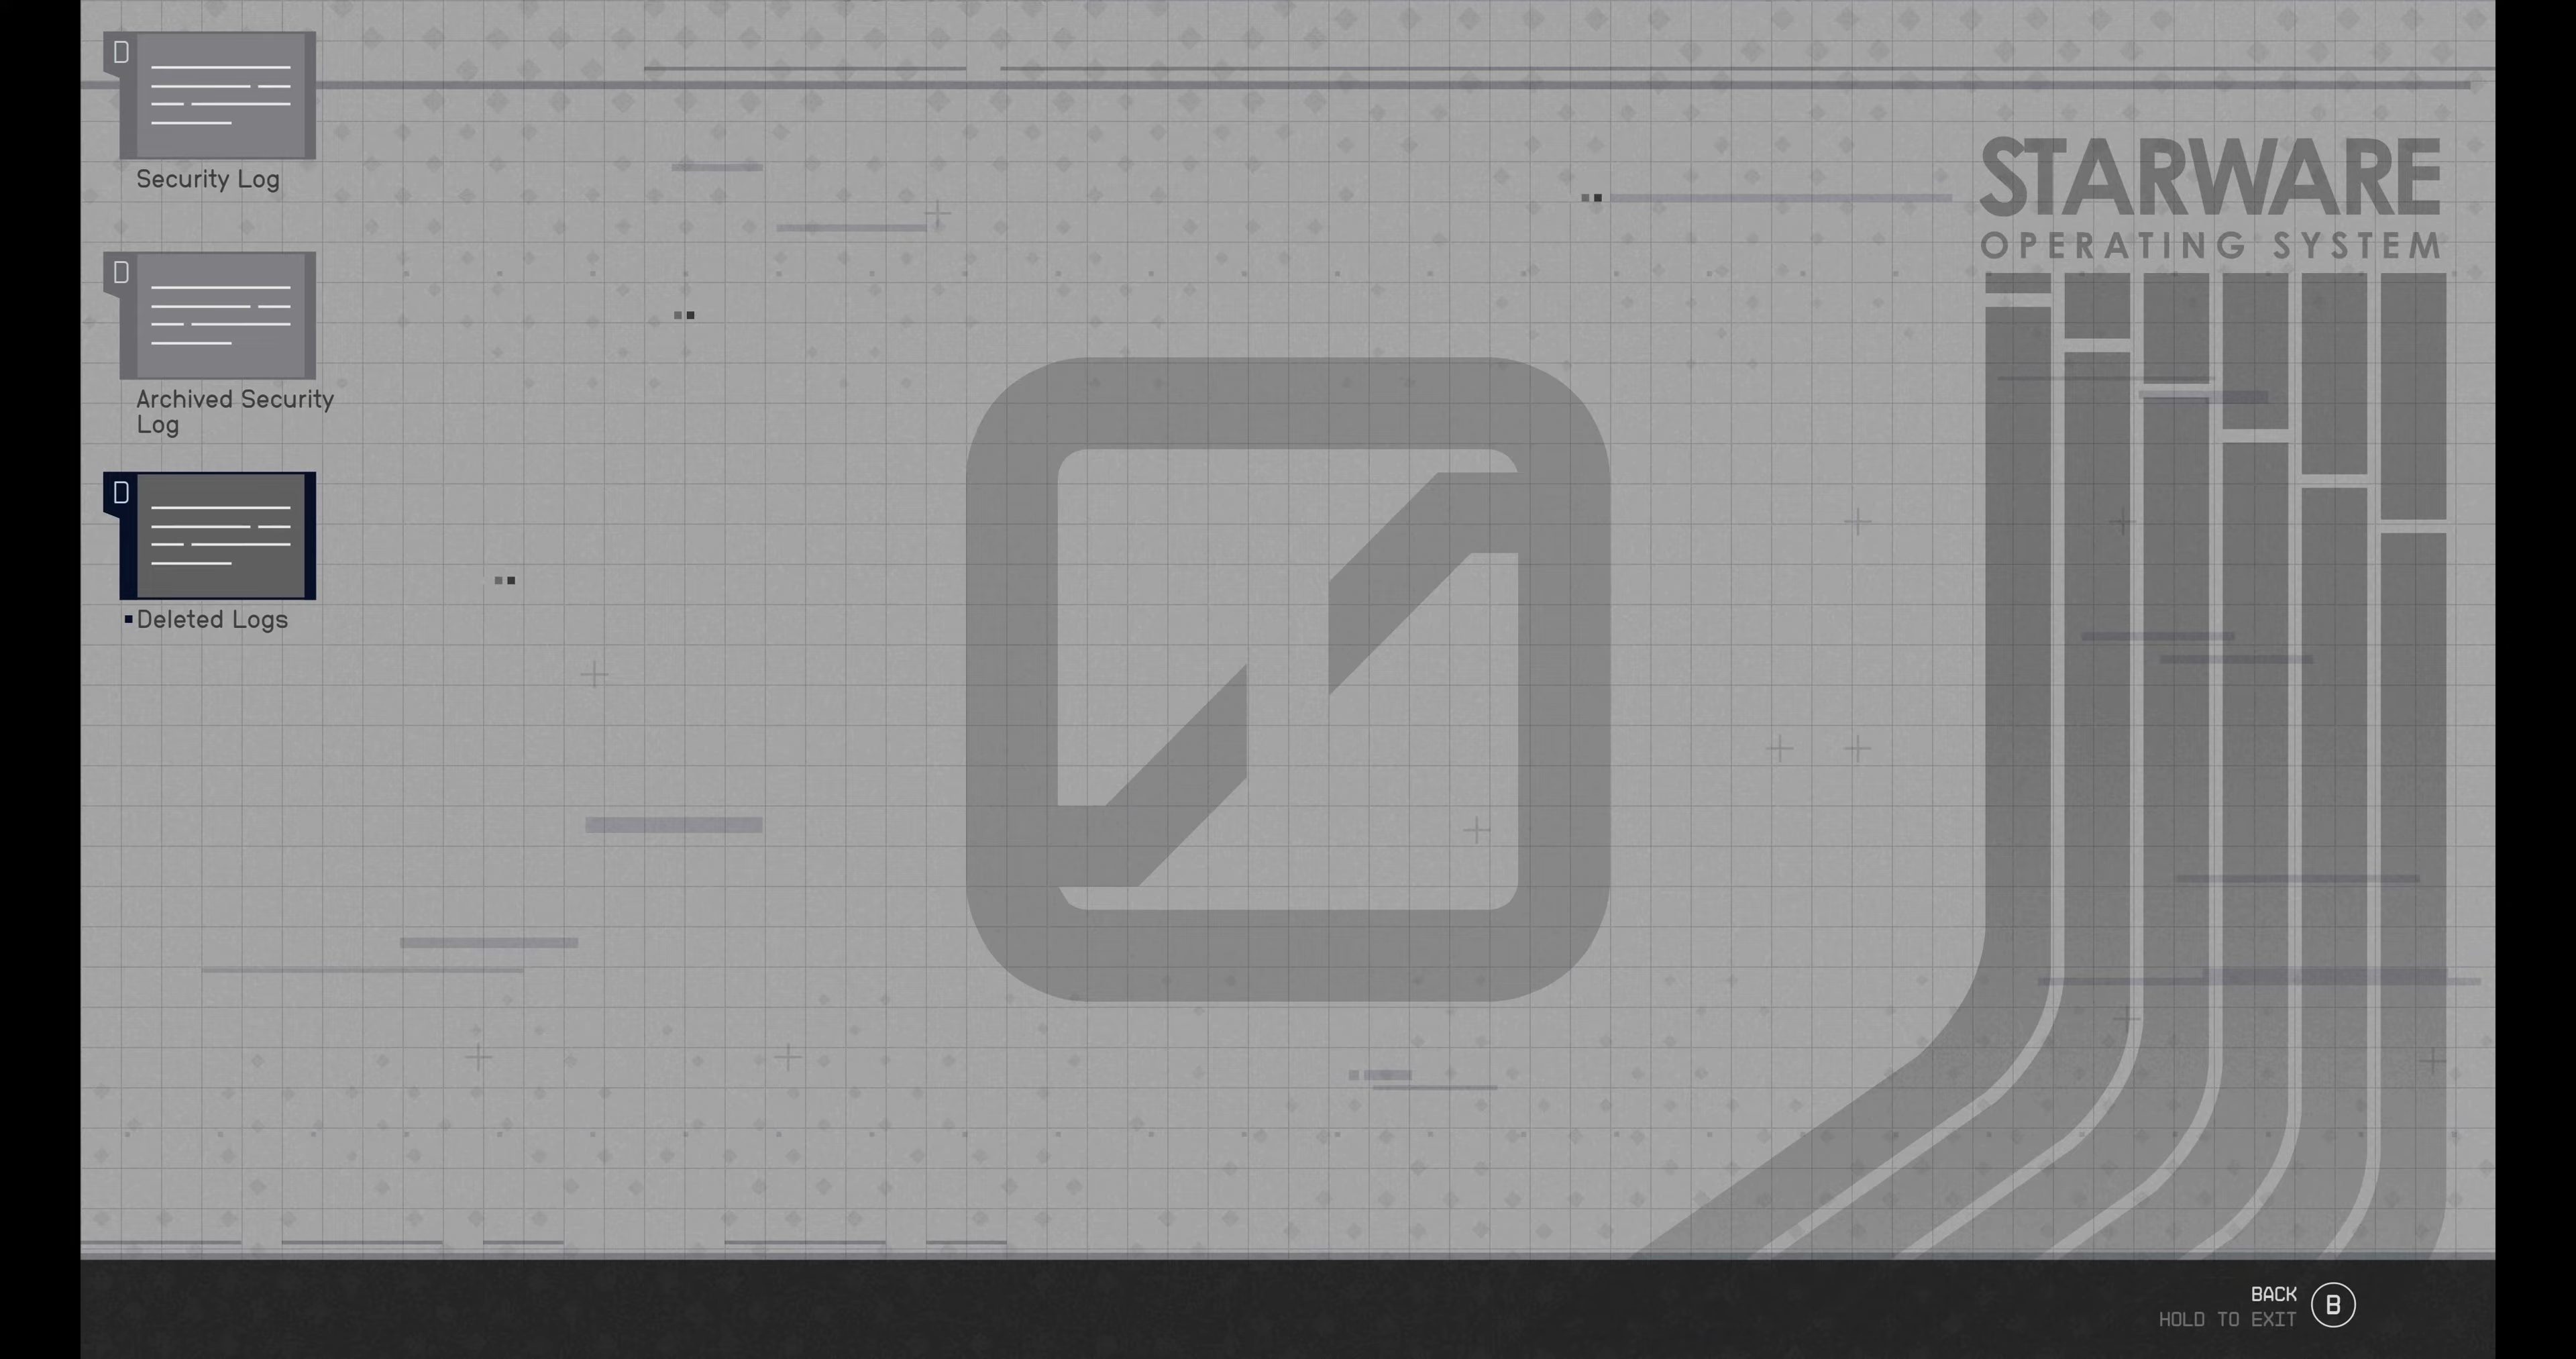 D
Security Log
D
Archived Security
Log
D
Deleted Logs
STARWARE
OPERATING SYSTEM
BACK
HOLD TO EXIT
B